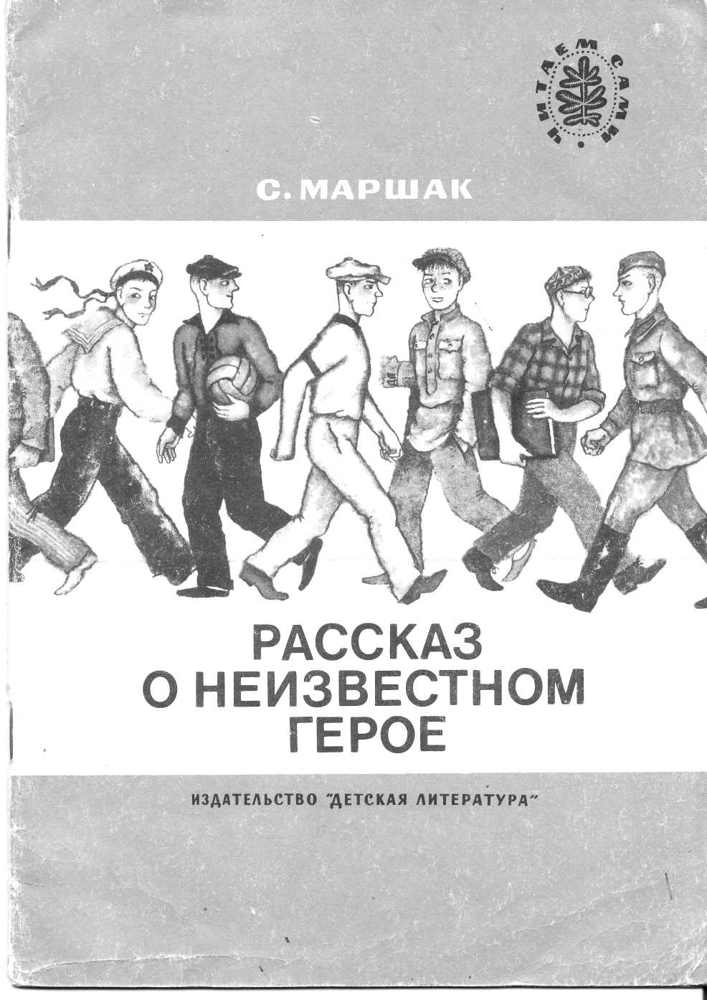 ЧИТАЕМ САМИ
С. МАРШАК
РАССКАЗ
О НЕИЗВЕСТНОМ
ГЕРОЕ
ИЗДАТЕЛЬСТВО "ДЕТСКАЯ ЛИТЕРАТУРА"